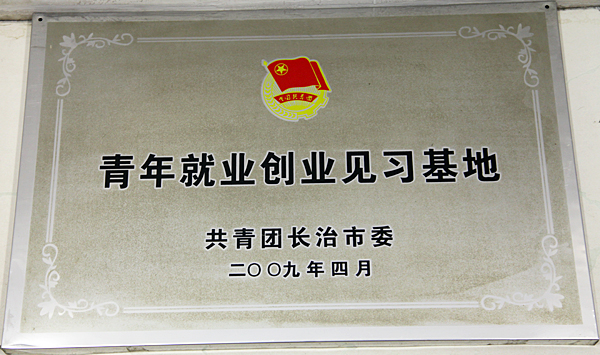 青年就业创业见习基地
共青团长治市委
二〇〇九年四月